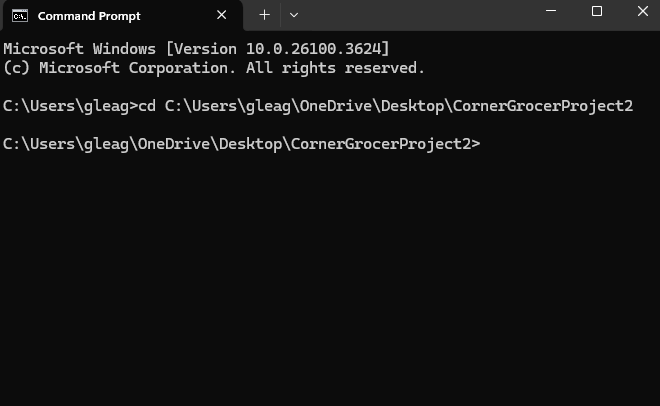 Command Prompt
Microsoft Windows [Version 10.0.26100.3624]
(c) Microsoft Corporation. All rights reserved.
C:\Users\gleag>cd C:\Users\gleag\OneDrive\Desktop\CornerGrocerProject2
C:\Users\gleag\OneDrive\Desktop\CornerGrocerProject2>